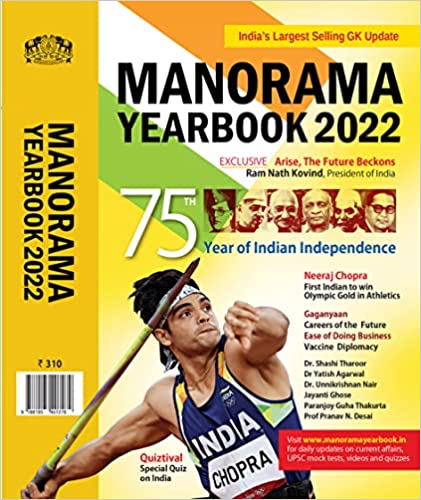 India's Largest Selling GK Update
MANORAMA
YEARBOOK 2022
EXCLUSIVE Arise, The Future Beckons
Ram Nath Kovind, President of India
75TH
Year of Indian Independence
Neeraj Chopra
First Indian to win
Olympic Gold in Athletics
Gaganyaan
Careers of the Future
Ease of Doing Business
Vaccine Diplomacy
Dr. Shashi Tharoor
Dr Yatish Agarwal
Dr. Unnikrishnan Nair
Jayanti Ghose
Paranjoy Guha Thakurta
Prof Pranav N. Desai
INDIA
CHOPRA
Quiztival
Special Quiz
on India
Visit www.manoramayearbook.in
for daily updates on current affairs,
UPSC mock tests, videos and quizzes
MANORAMA
YEARBOOK 2022
₹ 310